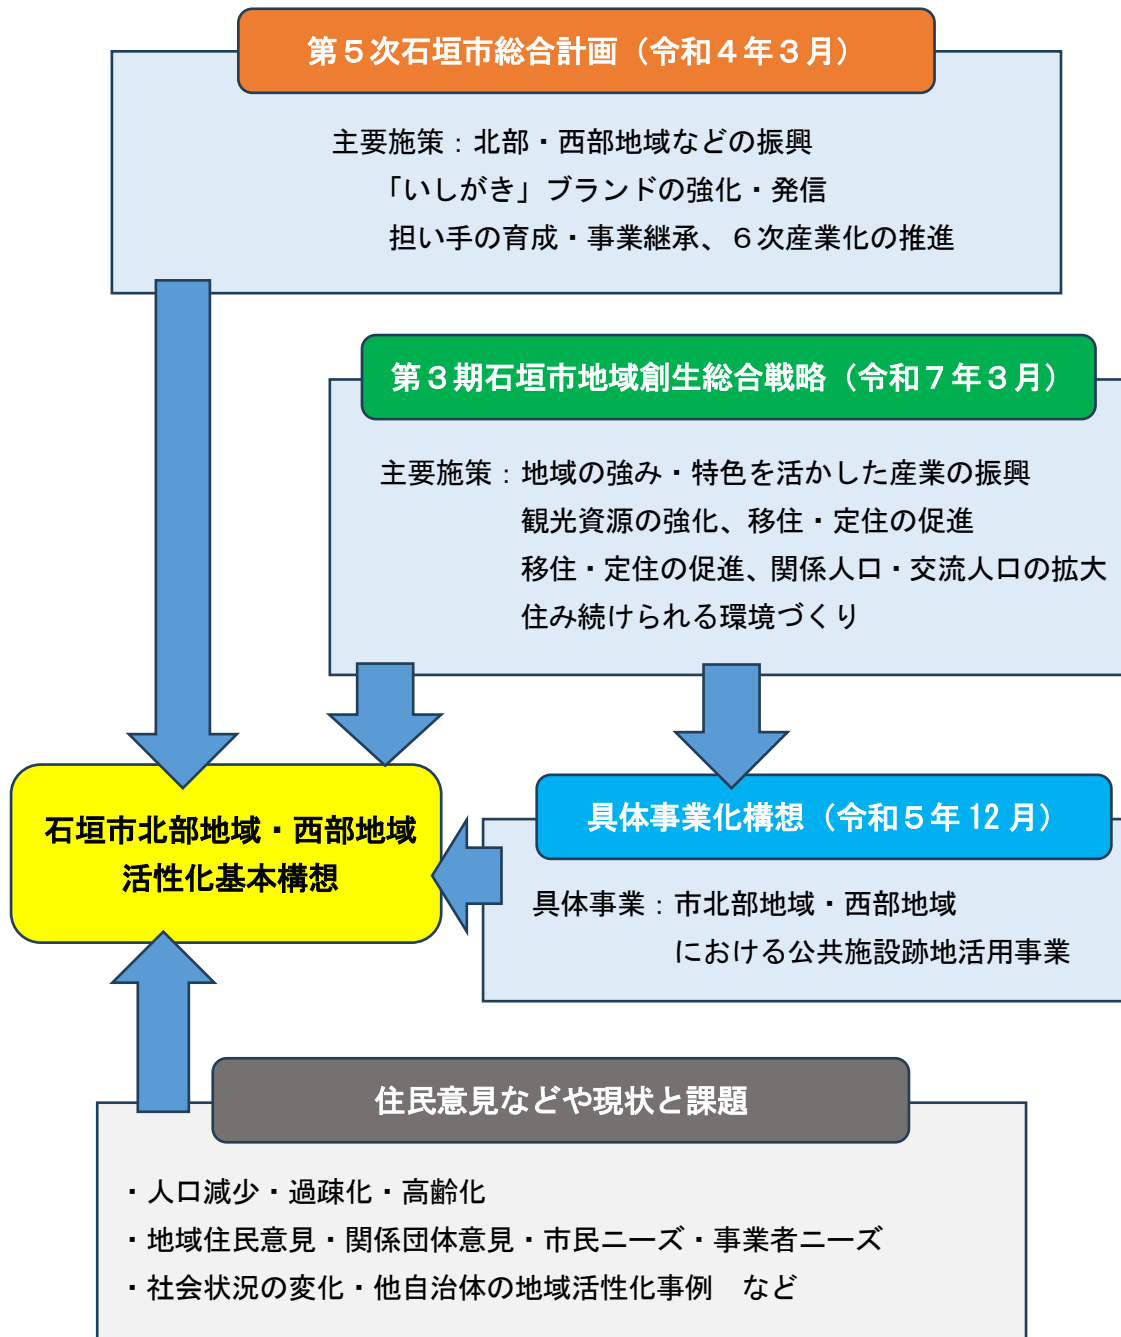 第５次石垣市総合計画（令和４年３月）
主要施策：北部・西部地域などの振興
「いしがき」ブランドの強化・発信
担い手の育成・事業継承、６次産業化の推進
第３期石垣市地域創生総合戦略（令和７年３月）
主要施策：地域の強み・特色を活かした産業の振興
観光資源の強化、移住・定住の促進
移住・定住の促進、関係人口・交流人口の拡大
住み続けられる環境づくり
石垣市北部地域・西部地域
活性化基本構想
具体事業化構想（令和５年 12 月）
具体事業：市北部地域・西部地域
における公共施設跡地活用事業
住民意見などや現状と課題
・人口減少・過疎化・高齢化
・地域住民意見・関係団体意見・市民ニーズ・事業者ニーズ
・社会状況の変化・他自治体の地域活性化事例　など